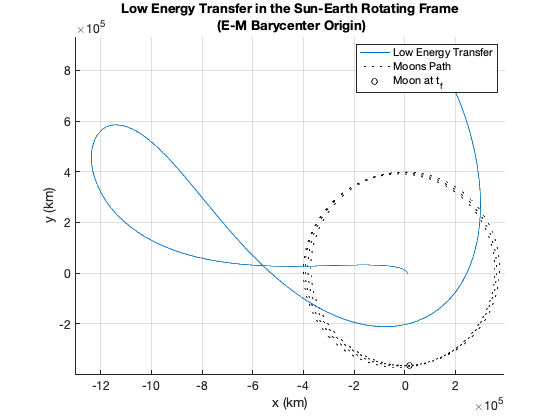 Low Energy Transfer in the Sun-Earth Rotating Frame
(E-M Barycenter Origin)
×10⁵
Low Energy Transfer
Moons Path
Moon at t_f
8
6
4
2
0
-2
y (km)
-12 -10 -8 -6 -4 -2 0 2
x (km)
×10⁵